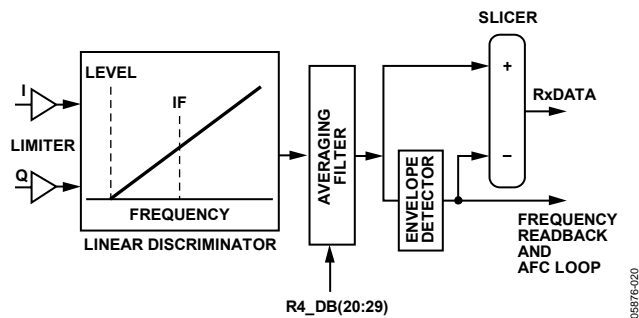 SLICER
LEVEL
I
IF
+
RxDATA
LIMITER
AVERAGING
FILTER
Q
ENVELOPE
DETECTOR
–
FREQUENCY
LINEAR DISCRIMINATOR
FREQUENCY
READBACK
AND
AFC LOOP
R4_DB(20:29)
05876-020